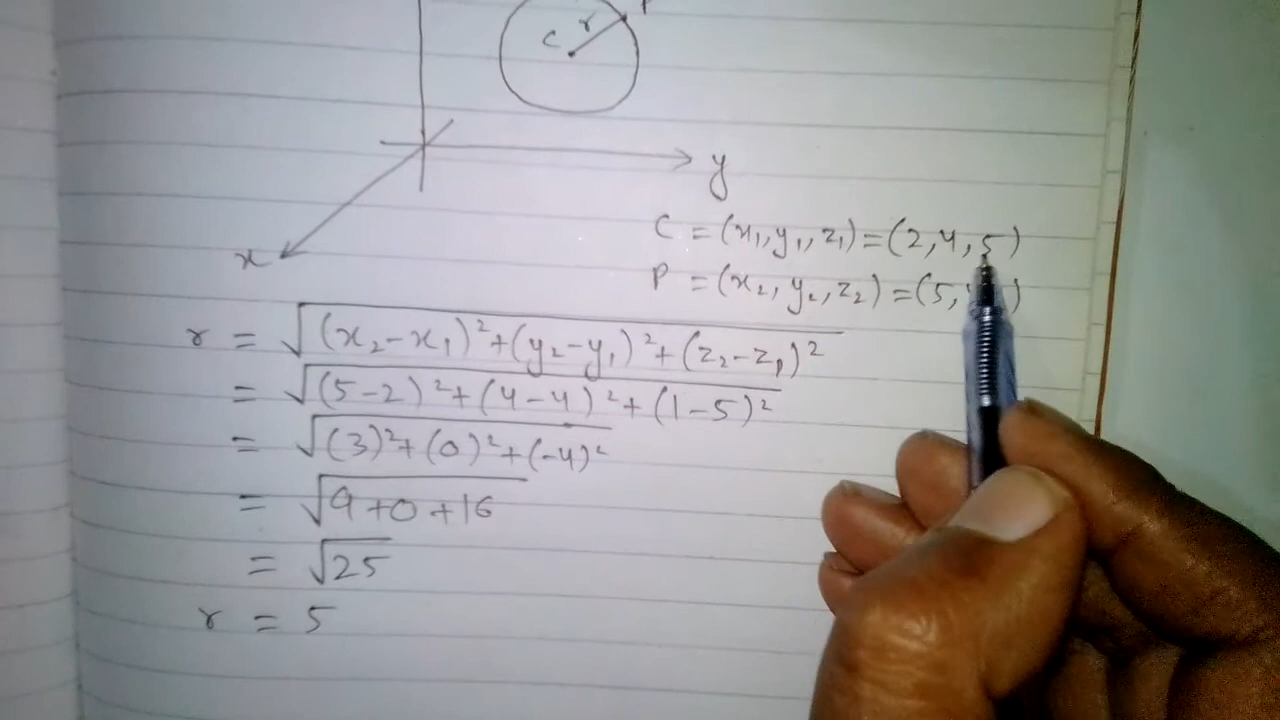 r
C
y
C = (x₁, y₁, z₁) = (2, 4, 5)
x
P = (x₂, y₂, z₂) = (5, )
r = √(x₂-x₁)²+(y₂-y₁)²+(z₂-z₁)²
= √(5-2)²+(4-4)²+(1-5)²
= √(3)²+(0)²+(-4)²
= √9+0+16
= √25
r = 5